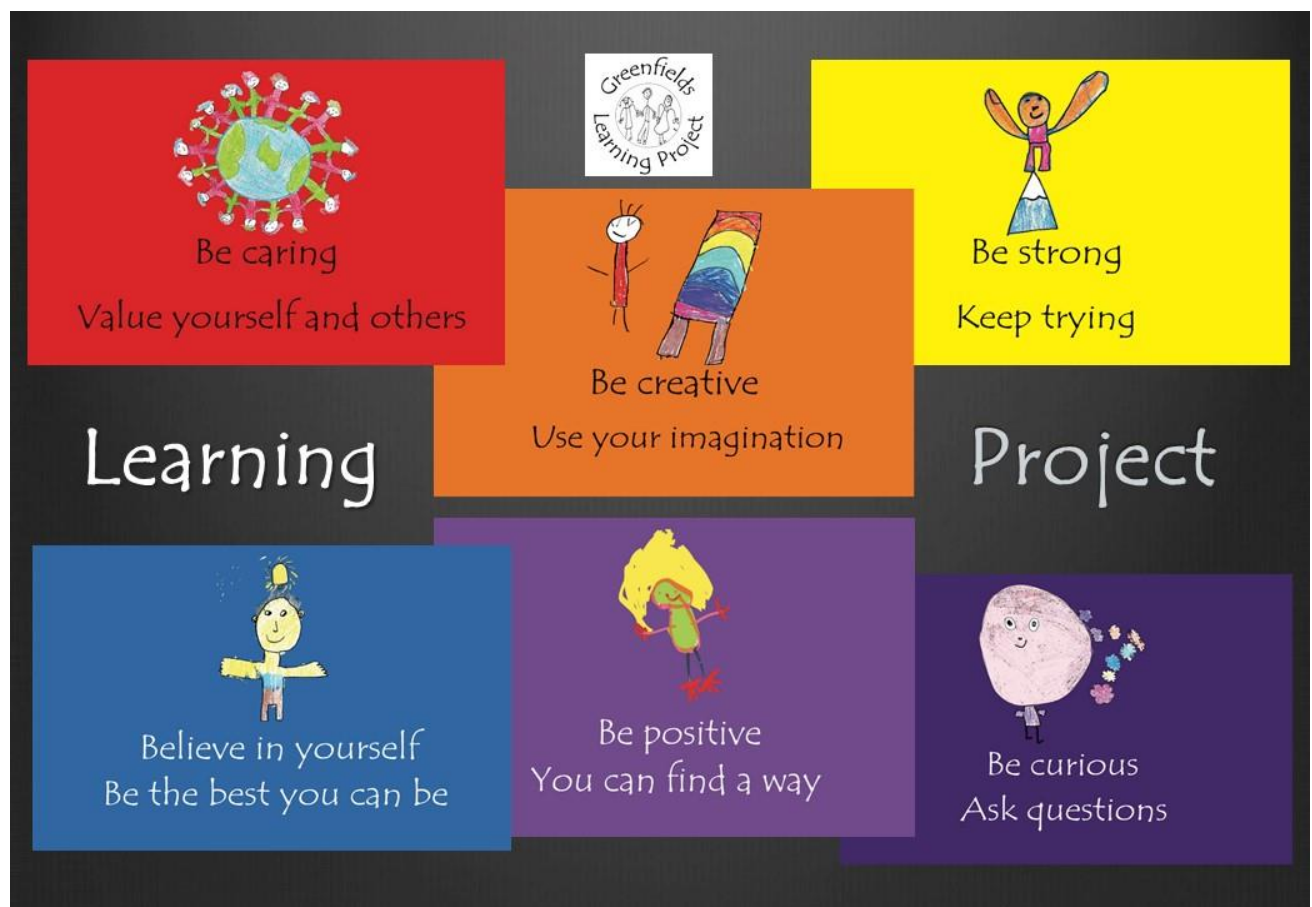 Greenfields
Learning Project
Be caring
Value yourself and others
Be creative
Use your imagination
Be strong
Keep trying
Learning
Project
Believe in yourself
Be the best you can be
Be positive
You can find a way
Be curious
Ask questions